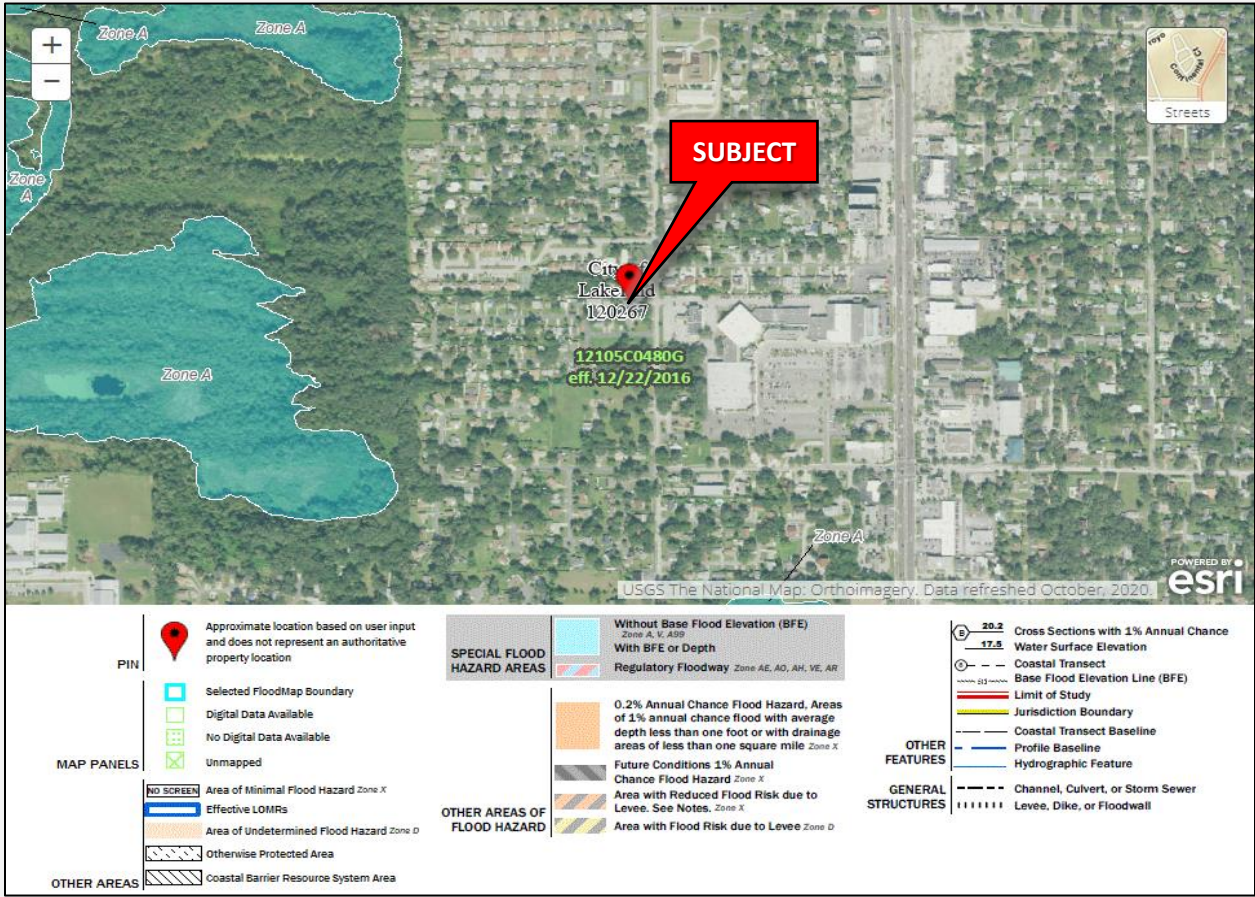 Zone A
Zone A
+
−
royo
Continental Ct
Streets
SUBJECT
Zone
A
City of
Lakeland
120267
12105C0480G
eff. 12/22/2016
Zone A
Zone A
USGS The National Map: Orthoimagery. Data refreshed October, 2020.
POWERED BY
esri
PIN
Approximate location based on user input
and does not represent an authoritative
property location
MAP PANELS
Selected FloodMap Boundary
Digital Data Available
No Digital Data Available
Unmapped
OTHER AREAS
NO SCREEN Area of Minimal Flood Hazard Zone X
Effective LOMRs
Area of Undetermined Flood Hazard Zone D
Otherwise Protected Area
Coastal Barrier Resource System Area
SPECIAL FLOOD
HAZARD AREAS
Without Base Flood Elevation (BFE)
Zone A, V, A99
With BFE or Depth
Regulatory Floodway Zone AE, AO, AH, VE, AR
OTHER AREAS OF
FLOOD HAZARD
0.2% Annual Chance Flood Hazard, Areas
of 1% annual chance flood with average
depth less than one foot or with drainage
areas of less than one square mile Zone X
Future Conditions 1% Annual
Chance Flood Hazard Zone X
Area with Reduced Flood Risk due to
Levee. See Notes. Zone X
Area with Flood Risk due to Levee Zone D
OTHER
FEATURES
B 20.2 Cross Sections with 1% Annual Chance
17.5 Water Surface Elevation
8 Coastal Transect
513 Base Flood Elevation Line (BFE)
Limit of Study
Jurisdiction Boundary
Coastal Transect Baseline
Profile Baseline
Hydrographic Feature
GENERAL
STRUCTURES
Channel, Culvert, or Storm Sewer
Levee, Dike, or Floodwall